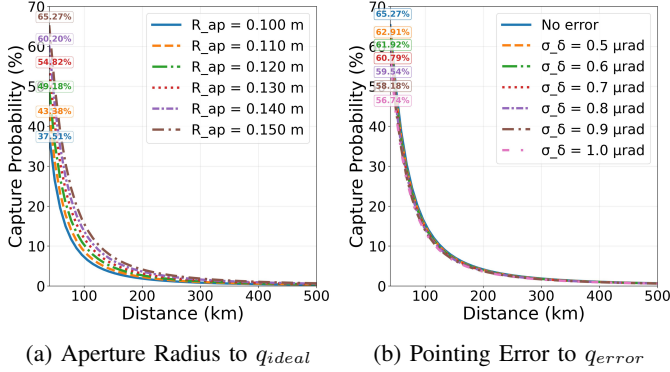 70
60
50
40
30
20
10
0
Capture Probability (%)
65.27%
60.20%
54.82%
49.18%
43.38%
37.51%
R_ap = 0.100 m
R_ap = 0.110 m
R_ap = 0.120 m
R_ap = 0.130 m
R_ap = 0.140 m
R_ap = 0.150 m
100 200 300 400 500
Distance (km)
(a) Aperture Radius to q_ideal
70
60
50
40
30
20
10
0
Capture Probability (%)
65.27%
62.91%
61.92%
60.79%
59.54%
58.18%
56.74%
No error
σ_δ = 0.5 μrad
σ_δ = 0.6 μrad
σ_δ = 0.7 μrad
σ_δ = 0.8 μrad
σ_δ = 0.9 μrad
σ_δ = 1.0 μrad
100 200 300 400 500
Distance (km)
(b) Pointing Error to q_error